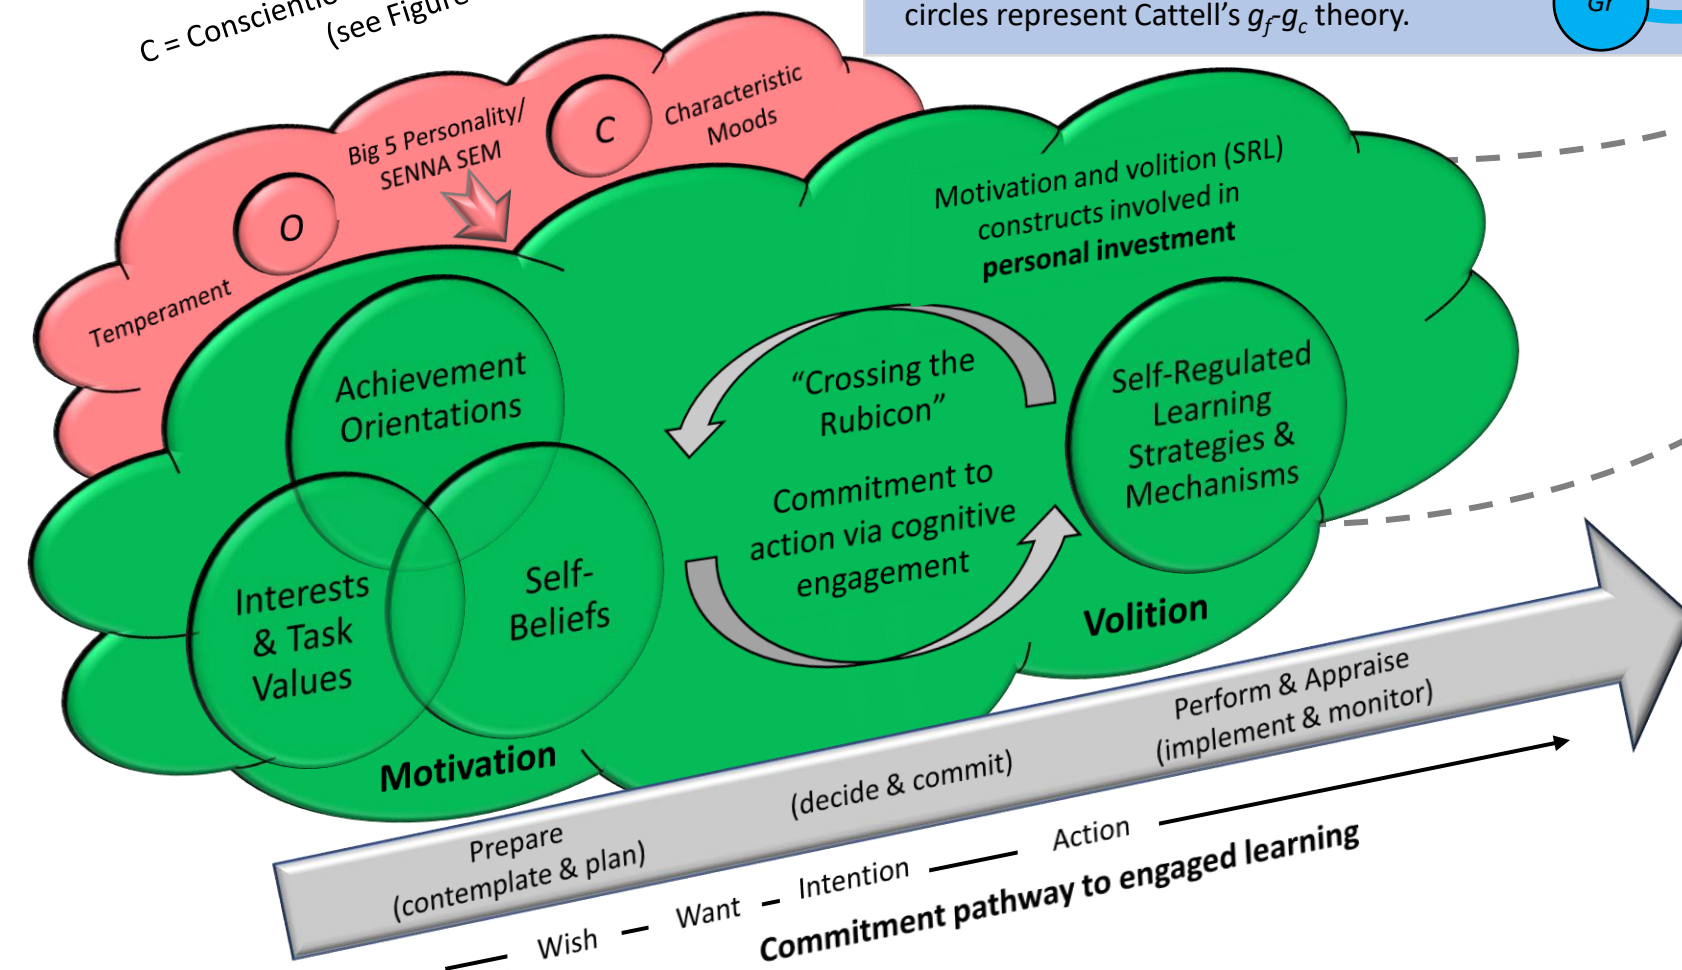 C = Conscientio
(see Figure
circles represent Cattell's gf-gc theory.
Gr
Big 5 Personality/
SENNA SEM
C
Characteristic
Moods
O
Temperament
Motivation and volition (SRL)
constructs involved in
personal investment
Achievement
Orientations
Interests
& Task
Values
Self-
Beliefs
"Crossing the
Rubicon"
Commitment to
action via cognitive
engagement
Self-Regulated
Learning
Strategies &
Mechanisms
Motivation
Volition
Prepare
(contemplate & plan)
(decide & commit)
Perform & Appraise
(implement & monitor)
Wish
Want
Intention
Action
Commitment pathway to engaged learning